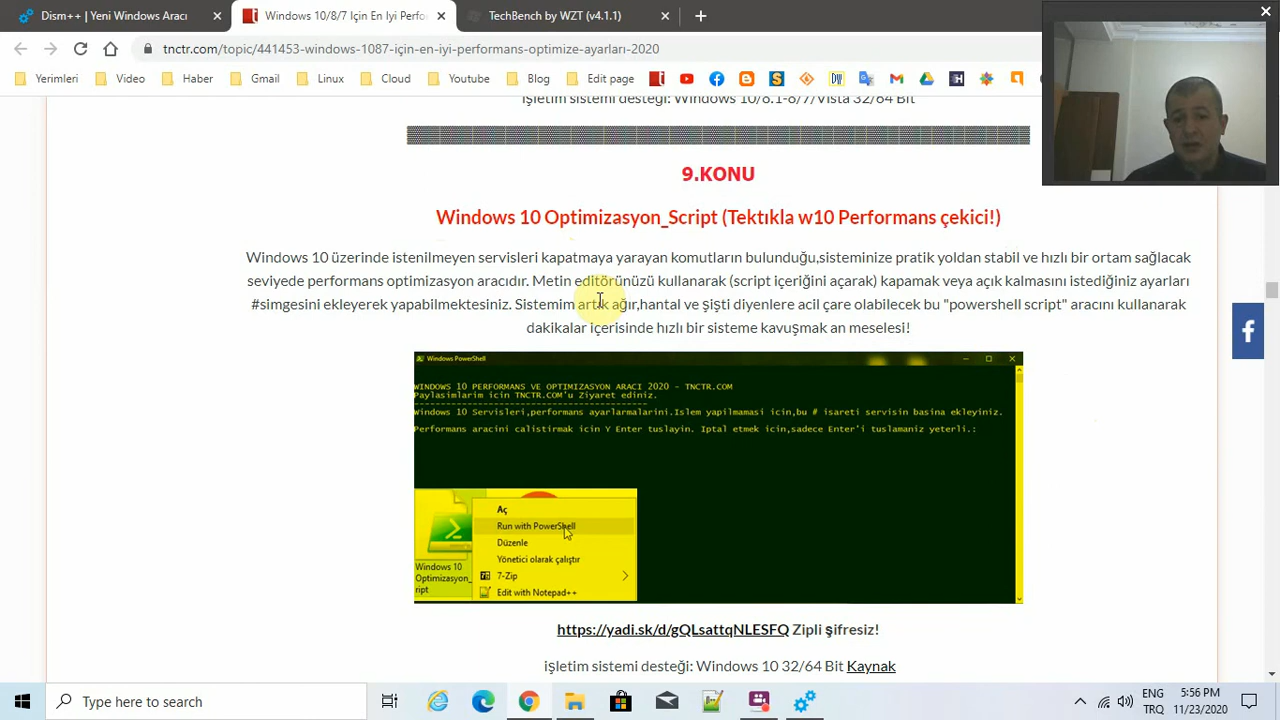 Dism++ | Yeni Windows Aracı
Windows 10/8/7 İçin En İyi Perfo
TechBench by WZT (v4.1.1)
tnctr.com/topic/441453-windows-1087-için-en-iyi-performans-optimize-ayarları-2020
Yerimleri Video Haber Gmail Linux Cloud Youtube Blog Edit page
işletim sistemi desteği: Windows 10/8.1-8/7/Vista 32/64 Bit
9.KONU
Windows 10 Optimizasyon_Script (Tektıkla w10 Performans çekici!)
Windows 10 üzerinde istenilmeyen servisleri kapatmaya yarayan komutların bulunduğu,sisteminize pratik yoldan stabil ve hızlı bir ortam sağlacak
seviyede performans optimizasyon aracıdır. Metin editörünüzü kullanarak (script içeriğini açarak) kapamak veya açık kalmasını istediğiniz ayarları
#simgesini ekleyerek yapabilmektesiniz. Sistemim artık ağır,hantal ve şişti diyenlere acil çare olabilecek bu "powershell script" aracını kullanarak
dakikalar içerisinde hızlı bir sisteme kavuşmak an meselesi!
Windows PowerShell
WINDOWS 10 PERFORMANS VE OPTIMIZASYON ARACI 2020 - TNCTR.COM
Paylasimlarim icin TNCTR.COM'u Ziyaret ediniz.
Windows 10 Servisleri,performans ayarlarmalarini.Islem yapilmamasi icin,bu # isareti servisin basina ekleyiniz.
Performans aracini calistirmak icin Y Enter tuslayin. Iptal etmek icin,sadece Enter'i tuslamaniz yeterli.:
Aç
Run with PowerShell
Düzenle
Yönetici olarak çalıştır
7-Zip
Edit with Notepad++
Windows 10
Optimizasyon_
ript
https://yadi.sk/d/gQLsattqNLESFQ Zipli şifresiz!
işletim sistemi desteği: Windows 10 32/64 Bit Kaynak
Type here to search
ENG
TRQ
5:56 PM
11/23/2020